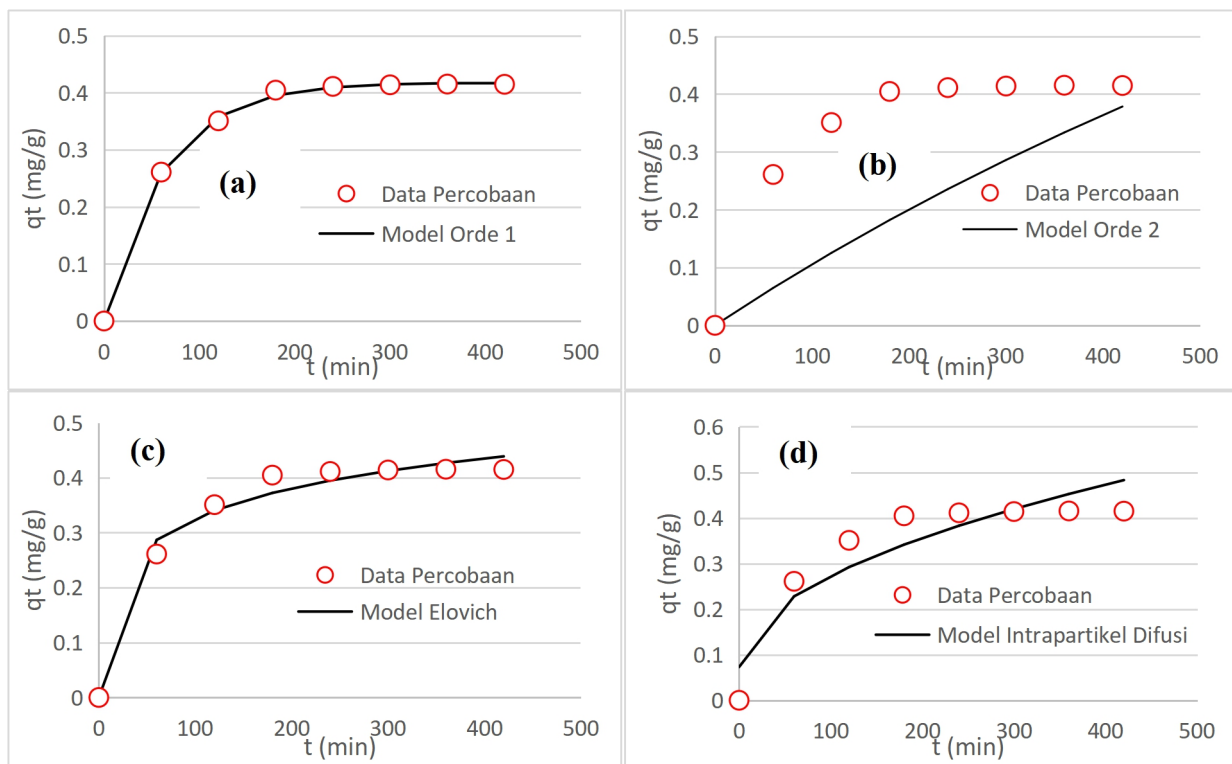 0.5
0.4
0.3
0.2
0.1
0
qt (mg/g)
(a)
Data Percobaan
Model Orde 1
0 100 200 300 400 500
t (min)
0.5
0.4
0.3
0.2
0.1
0
qt (mg/g)
(b)
Data Percobaan
Model Orde 2
0 100 200 300 400 500
t (min)
0.5
0.4
0.3
0.2
0.1
0
qt (mg/g)
(c)
Data Percobaan
Model Elovich
0 100 200 300 400 500
t (min)
0.6
0.5
0.4
0.3
0.2
0.1
0
qt (mg/g)
(d)
Data Percobaan
Model Intrapartikel Difusi
0 100 200 300 400 500
t (min)